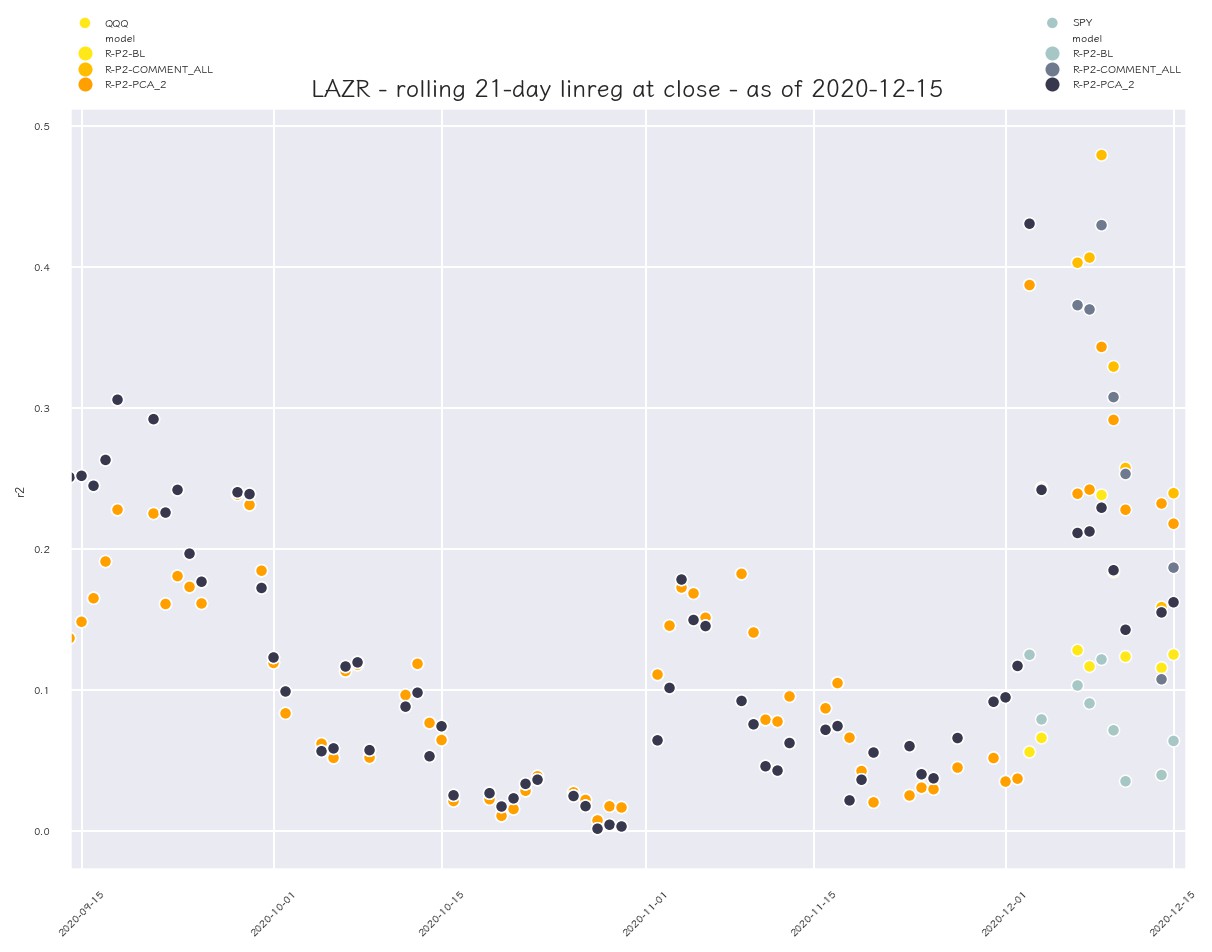 QQQ
model
R-P2-BL
R-P2-COMMENT_ALL
R-P2-PCA_2
SPY
model
R-P2-BL
R-P2-COMMENT_ALL
R-P2-PCA_2
LAZR - rolling 21-day linreg at close - as of 2020-12-15
0.5
0.4
0.3
r2
0.2
0.1
0.0
2020-09-15
2020-10-01
2020-10-15
2020-11-01
2020-11-15
2020-12-01
2020-12-15